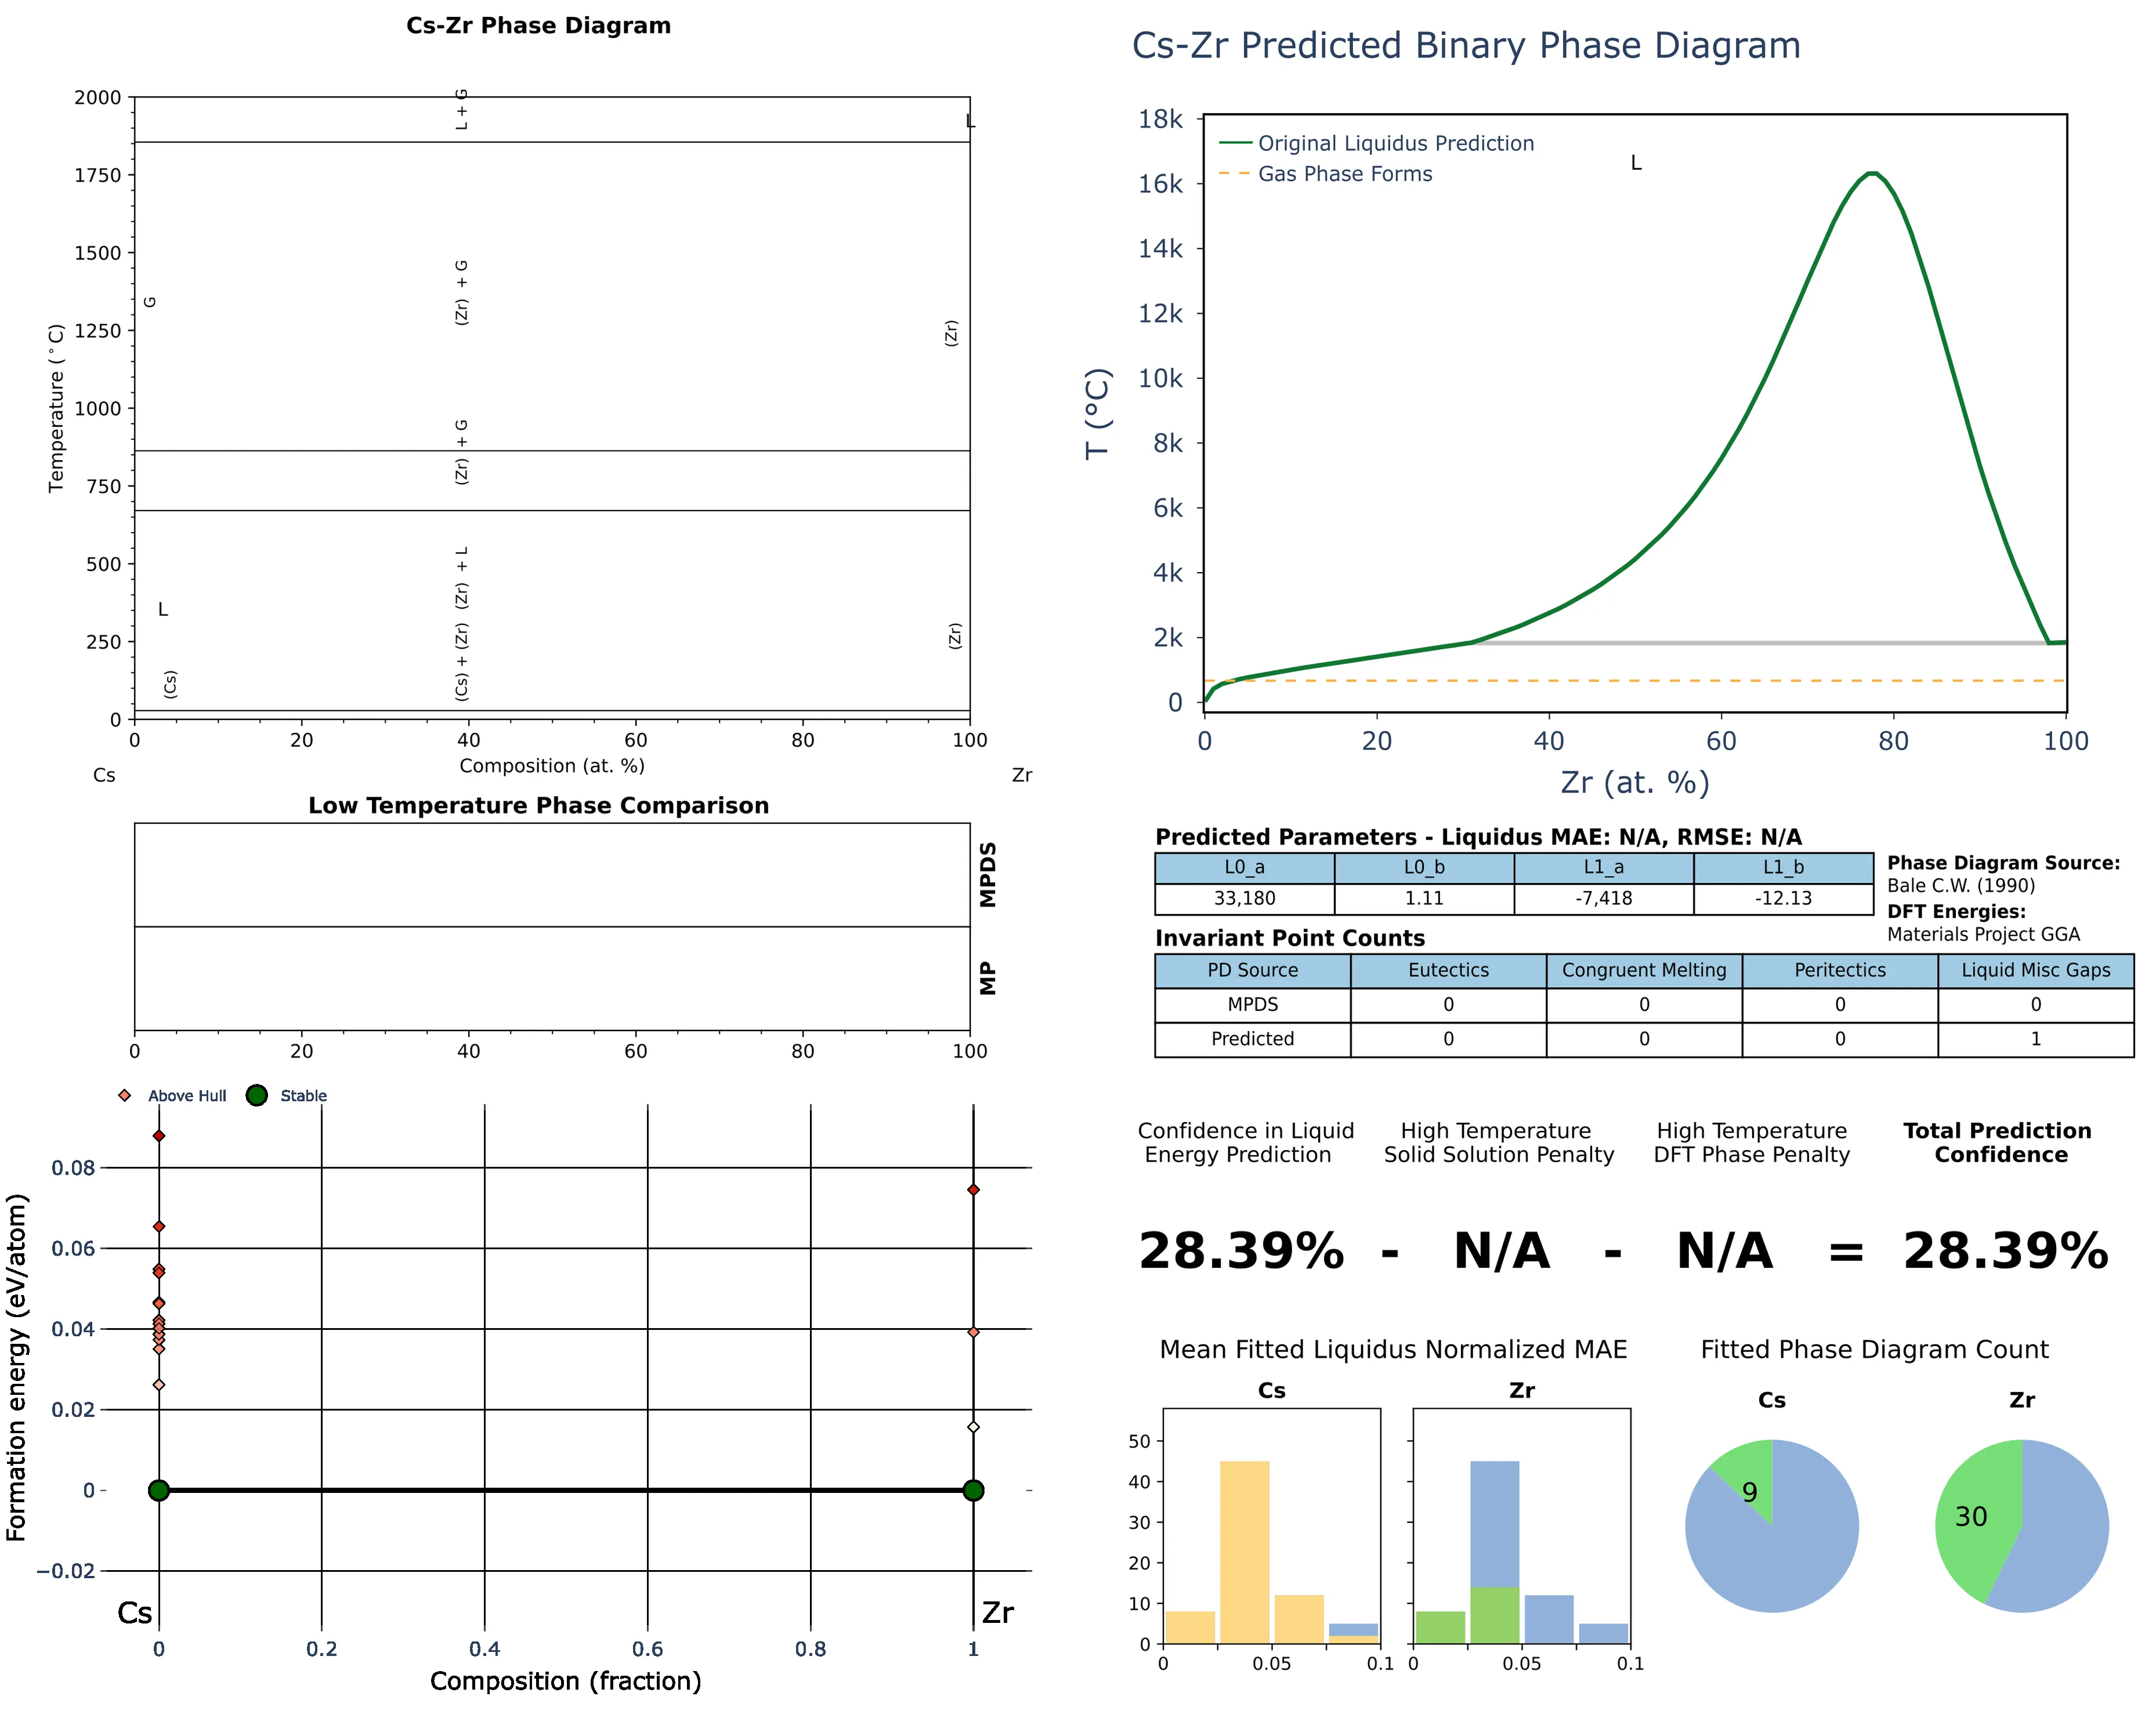 Cs-Zr Phase Diagram
2000
1750
1500
1250
1000
750
500
250
0
Temperature (°C)
L + G
L
(Zr) + G
G
(Zr)
(Zr) + G
(Zr) + L
L
(Cs) + (Zr)
(Zr)
(Cs)
0 20 40 60 80 100
Composition (at. %)
Cs Zr
Low Temperature Phase Comparison
MPDS
MP
0 20 40 60 80 100
Above Hull Stable
0.08
0.06
0.04
0.02
0
−0.02
Formation energy (eV/atom)
Cs Zr
0 0.2 0.4 0.6 0.8 1
Composition (fraction)
Cs-Zr Predicted Binary Phase Diagram
18k
16k
14k
12k
10k
8k
6k
4k
2k
0
T (°C)
Original Liquidus Prediction
Gas Phase Forms
L
0 20 40 60 80 100
Zr (at. %)
Predicted Parameters - Liquidus MAE: N/A, RMSE: N/A
L0_a L0_b L1_a L1_b
33,180 1.11 -7,418 -12.13
Phase Diagram Source:
Bale C.W. (1990)
DFT Energies:
Materials Project GGA
Invariant Point Counts
PD Source Eutectics Congruent Melting Peritectics Liquid Misc Gaps
MPDS 0 0 0 0
Predicted 0 0 0 1
Confidence in Liquid
Energy Prediction
High Temperature
Solid Solution Penalty
High Temperature
DFT Phase Penalty
Total Prediction
Confidence
28.39% - N/A - N/A = 28.39%
Mean Fitted Liquidus Normalized MAE
Cs Zr
50
40
30
20
10
0
0 0.05 0.1
0 0.05 0.1
Fitted Phase Diagram Count
Cs Zr
9
30